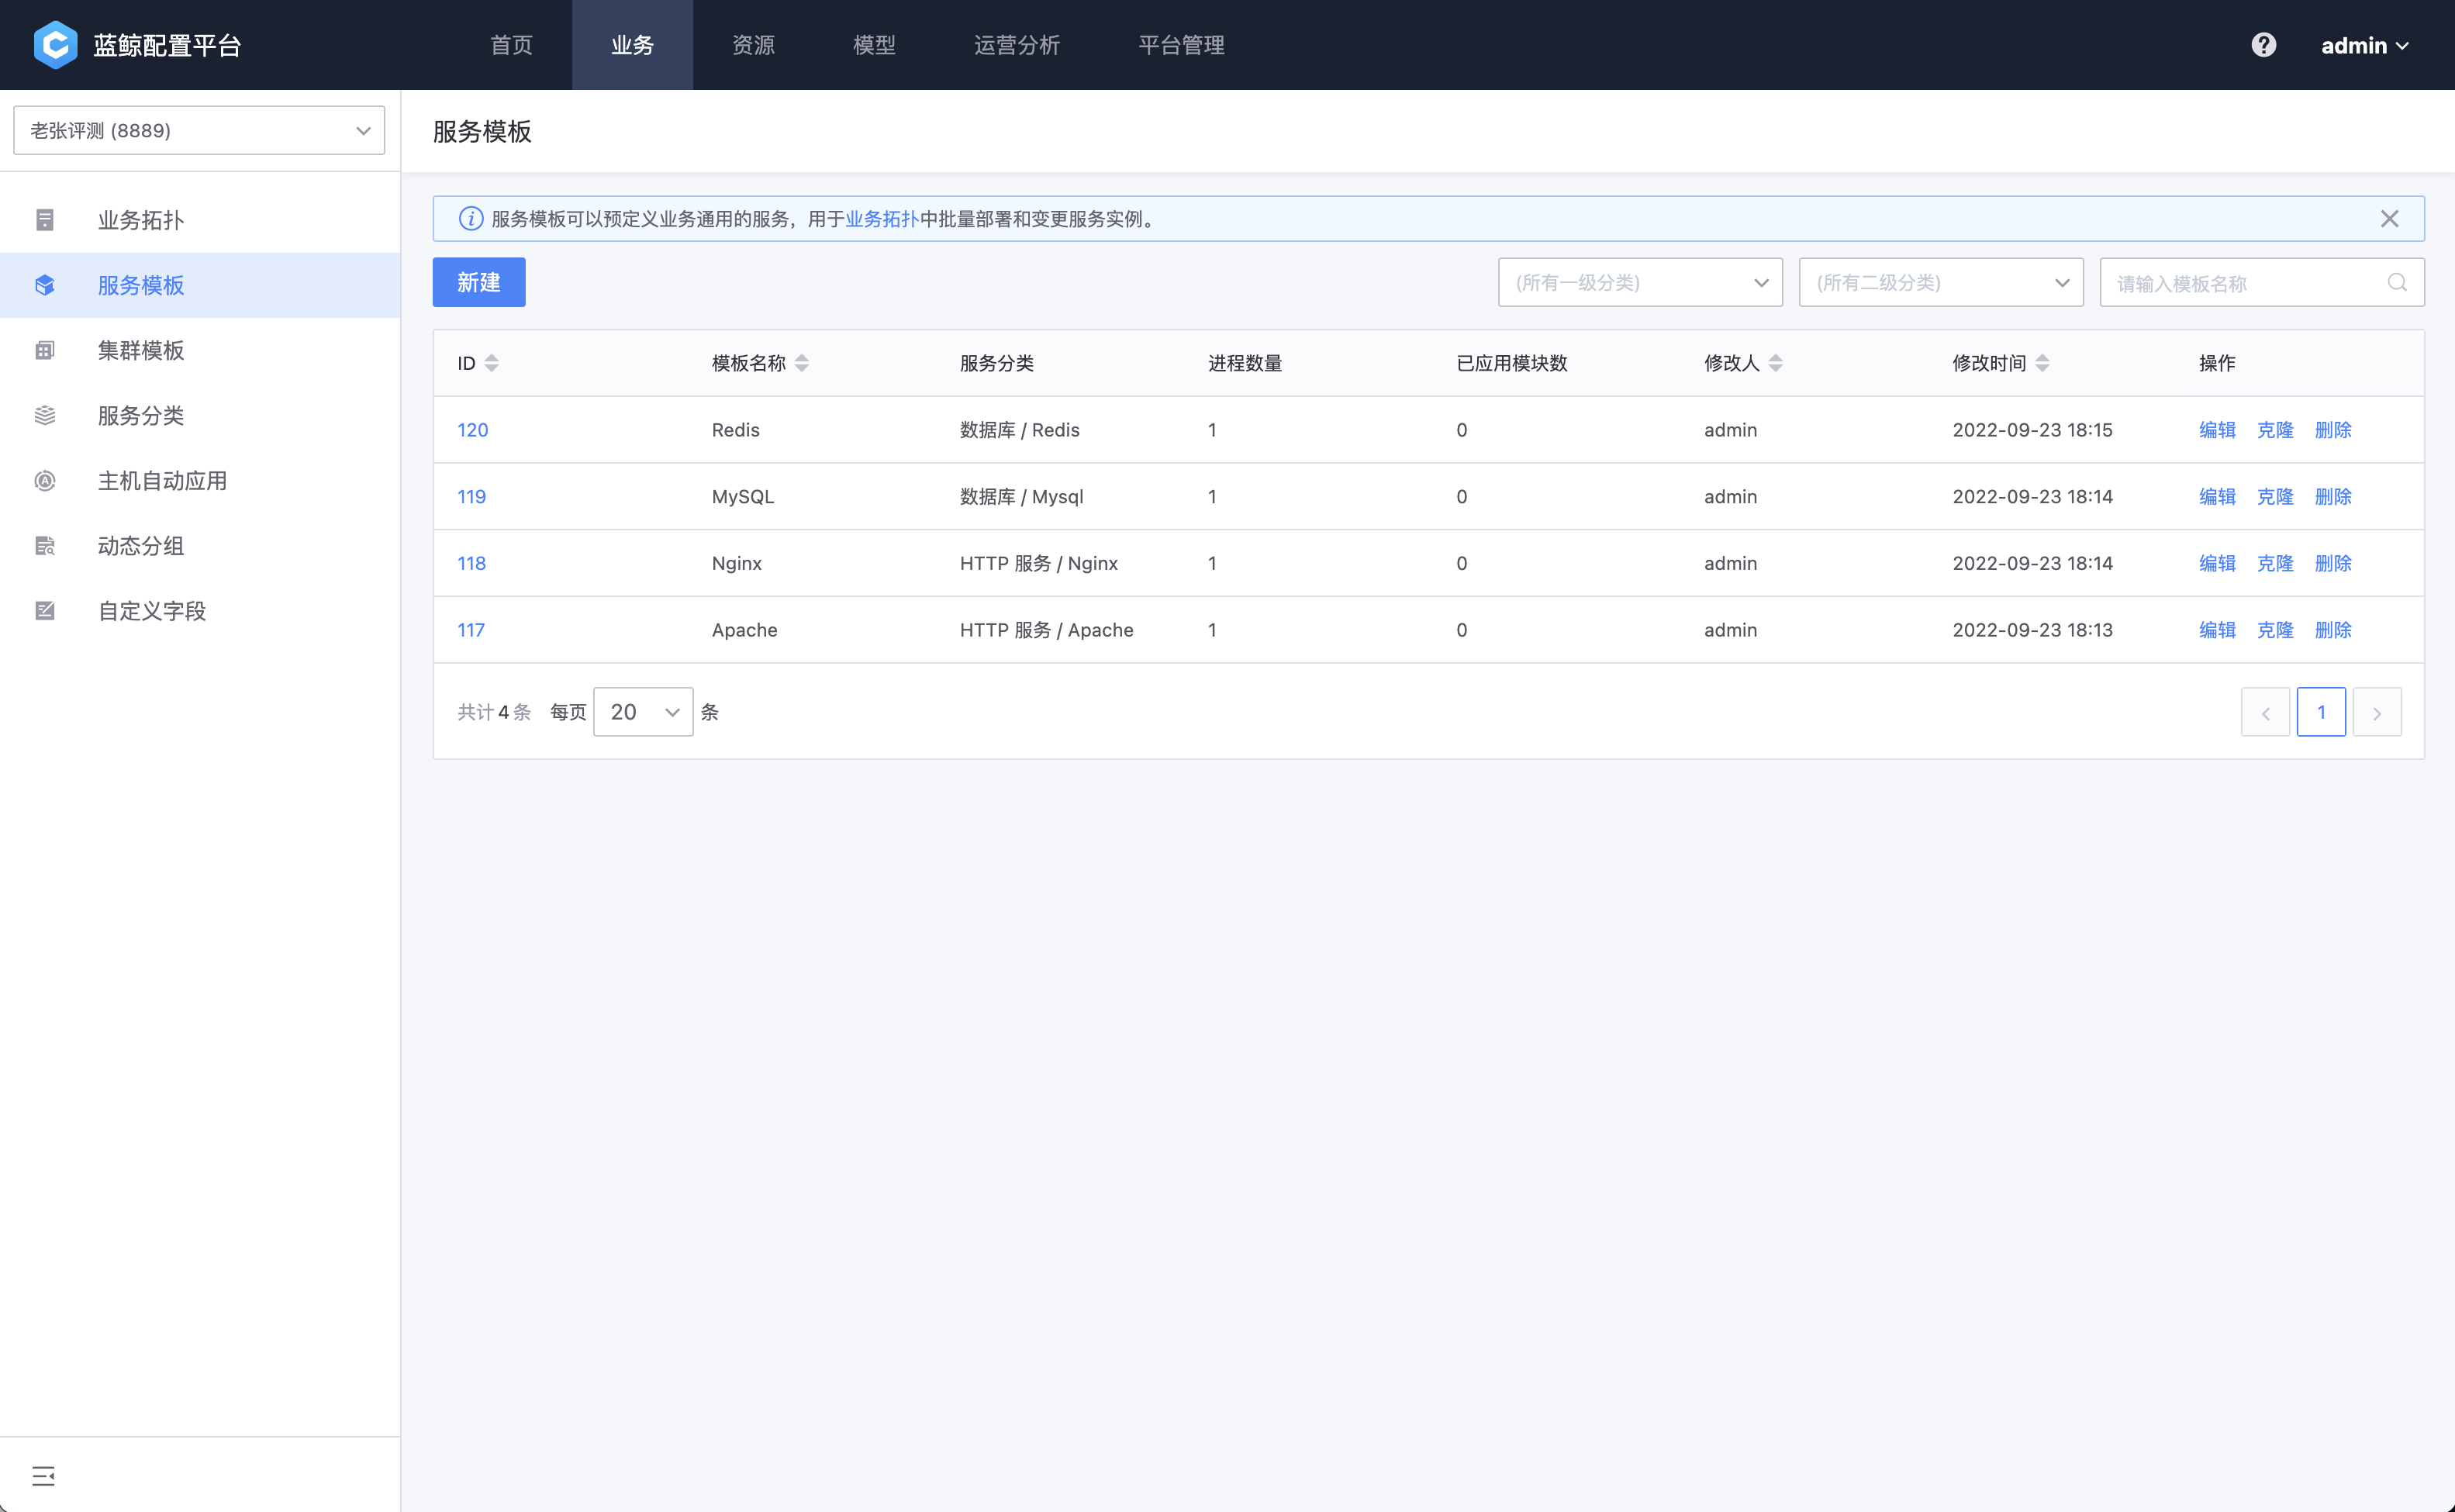 蓝鲸配置平台 首页 业务 资源 模型 运营分析 平台管理 admin
老张评测 (8889)
业务拓扑
服务模板
集群模板
服务分类
主机自动应用
动态分组
自定义字段
服务模板
服务模板可以预定义业务通用的服务，用于业务拓扑中批量部署和变更服务实例。
新建 (所有一级分类) (所有二级分类) 请输入模板名称
ID 模板名称 服务分类 进程数量 已应用模块数 修改人 修改时间 操作
120 Redis 数据库 / Redis 1 0 admin 2022-09-23 18:15 编辑 克隆 删除
119 MySQL 数据库 / Mysql 1 0 admin 2022-09-23 18:14 编辑 克隆 删除
118 Nginx HTTP 服务 / Nginx 1 0 admin 2022-09-23 18:14 编辑 克隆 删除
117 Apache HTTP 服务 / Apache 1 0 admin 2022-09-23 18:13 编辑 克隆 删除
共计 4 条 每页 20 条 1